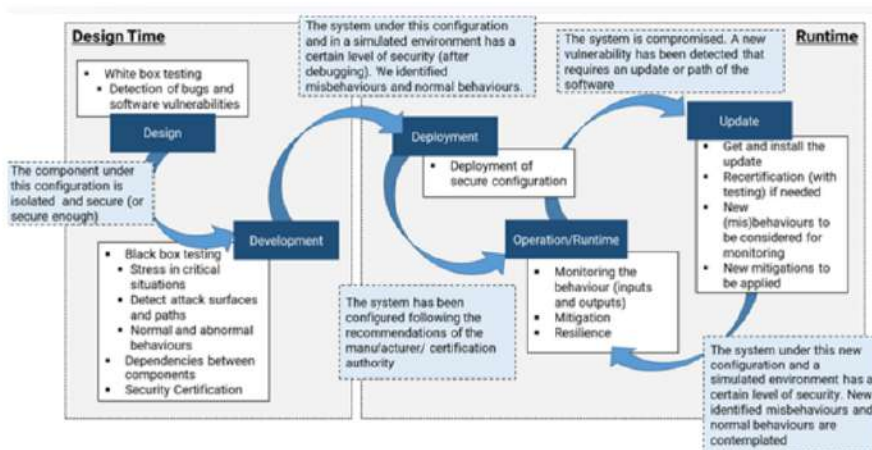 Design Time
Runtime
White box testing
Detection of bugs and
software vulnerabilities
Design
The component under
this configuration is
isolated and secure (or
secure enough)
Development
Black box testing
Stress in critical
situations
Detect attack surfaces
and paths
Normal and abnormal
behaviours
Dependencies between
components
Security Certification
The system under this configuration
and in a simulated environment has a
certain level of security (after
debugging). We identified
misbehaviours and normal behaviours.
Deployment
Deployment of
secure configuration
The system has been
configured following the
recommendations of the
manufacturer/ certification
authority
Operation/Runtime
Monitoring the
behaviour (inputs
and outputs)
Mitigation
Resilience
The system is compromised. A new
vulnerability has been detected that
requires an update or path of the
software
Update
Get and install the
update
Recertification (with
testing) if needed
New
(mis)behaviours to
be considered for
monitoring
New mitigations to
be applied
The system under this new
configuration and a
simulated environment has a
certain level of security. New
identified misbehaviours and
normal behaviours are
contemplated